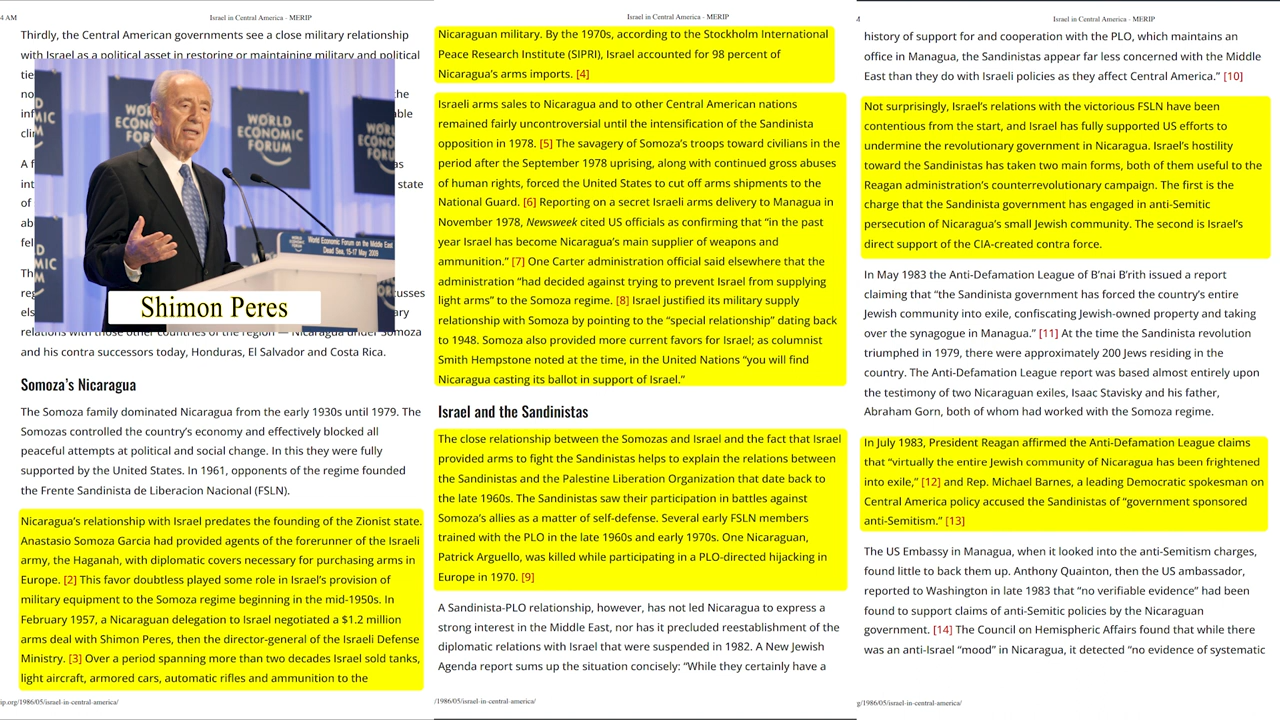 4 AM
Israel in Central America - MERIP
Thirdly, the Central American governments see a close military relationship
with Israel as a political asset in restoring or maintaining military and political
tie
no the
inf able
clim
A f as
int state
of
abo
fel
WORLD
ECONOMIC
FORUM
World Economic Forum on the Middle East
Dead Sea, 15-17 May 2009
Shimon Peres
Th
reg cusses
els ary
relations with those other countries of the region — Nicaragua under Somoza
and his contra successors today, Honduras, El Salvador and Costa Rica.
Somoza's Nicaragua
The Somoza family dominated Nicaragua from the early 1930s until 1979. The
Somozas controlled the country's economy and effectively blocked all
peaceful attempts at political and social change. In this they were fully
supported by the United States. In 1961, opponents of the regime founded
the Frente Sandinista de Liberacion Nacional (FSLN).
Nicaragua's relationship with Israel predates the founding of the Zionist state.
Anastasio Somoza Garcia had provided agents of the forerunner of the Israeli
army, the Haganah, with diplomatic covers necessary for purchasing arms in
Europe. [2] This favor doubtless played some role in Israel's provision of
military equipment to the Somoza regime beginning in the mid-1950s. In
February 1957, a Nicaraguan delegation to Israel negotiated a $1.2 million
arms deal with Shimon Peres, then the director-general of the Israeli Defense
Ministry. [3] Over a period spanning more than two decades Israel sold tanks,
light aircraft, armored cars, automatic rifles and ammunition to the
ip.org/1986/05/israel-in-central-america/
Israel in Central America - MERIP
Nicaraguan military. By the 1970s, according to the Stockholm International
Peace Research Institute (SIPRI), Israel accounted for 98 percent of
Nicaragua's arms imports. [4]
Israeli arms sales to Nicaragua and to other Central American nations
remained fairly uncontroversial until the intensification of the Sandinista
opposition in 1978. [5] The savagery of Somoza's troops toward civilians in the
period after the September 1978 uprising, along with continued gross abuses
of human rights, forced the United States to cut off arms shipments to the
National Guard. [6] Reporting on a secret Israeli arms delivery to Managua in
November 1978, Newsweek cited US officials as confirming that "in the past
year Israel has become Nicaragua's main supplier of weapons and
ammunition." [7] One Carter administration official said elsewhere that the
administration "had decided against trying to prevent Israel from supplying
light arms" to the Somoza regime. [8] Israel justified its military supply
relationship with Somoza by pointing to the "special relationship" dating back
to 1948. Somoza also provided more current favors for Israel; as columnist
Smith Hempstone noted at the time, in the United Nations "you will find
Nicaragua casting its ballot in support of Israel."
Israel and the Sandinistas
The close relationship between the Somozas and Israel and the fact that Israel
provided arms to fight the Sandinistas helps to explain the relations between
the Sandinistas and the Palestine Liberation Organization that date back to
the late 1960s. The Sandinistas saw their participation in battles against
Somoza's allies as a matter of self-defense. Several early FSLN members
trained with the PLO in the late 1960s and early 1970s. One Nicaraguan,
Patrick Arguello, was killed while participating in a PLO-directed hijacking in
Europe in 1970. [9]
A Sandinista-PLO relationship, however, has not led Nicaragua to express a
strong interest in the Middle East, nor has it precluded reestablishment of the
diplomatic relations with Israel that were suspended in 1982. A New Jewish
Agenda report sums up the situation concisely: "While they certainly have a
/1986/05/israel-in-central-america/
4
Israel in Central America - MERIP
history of support for and cooperation with the PLO, which maintains an
office in Managua, the Sandinistas appear far less concerned with the Middle
East than they do with Israeli policies as they affect Central America." [10]
Not surprisingly, Israel's relations with the victorious FSLN have been
contentious from the start, and Israel has fully supported US efforts to
undermine the revolutionary government in Nicaragua. Israel's hostility
toward the Sandinistas has taken two main forms, both of them useful to the
Reagan administration's counterrevolutionary campaign. The first is the
charge that the Sandinista government has engaged in anti-Semitic
persecution of Nicaragua's small Jewish community. The second is Israel's
direct support of the CIA-created contra force.
In May 1983 the Anti-Defamation League of B'nai B'rith issued a report
claiming that "the Sandinista government has forced the country's entire
Jewish community into exile, confiscating Jewish-owned property and taking
over the synagogue in Managua." [11] At the time the Sandinista revolution
triumphed in 1979, there were approximately 200 Jews residing in the
country. The Anti-Defamation League report was based almost entirely upon
the testimony of two Nicaraguan exiles, Isaac Stavisky and his father,
Abraham Gorn, both of whom had worked with the Somoza regime.
In July 1983, President Reagan affirmed the Anti-Defamation League claims
that "virtually the entire Jewish community of Nicaragua has been frightened
into exile," [12] and Rep. Michael Barnes, a leading Democratic spokesman on
Central America policy accused the Sandinistas of "government sponsored
anti-Semitism." [13]
The US Embassy in Managua, when it looked into the anti-Semitism charges,
found little to back them up. Anthony Quainton, then the US ambassador,
reported to Washington in late 1983 that "no verifiable evidence" had been
found to support claims of anti-Semitic policies by the Nicaraguan
government. [14] The Council on Hemispheric Affairs found that while there
was an anti-Israel "mood" in Nicaragua, it detected "no evidence of systematic
g/1986/05/israel-in-central-america/